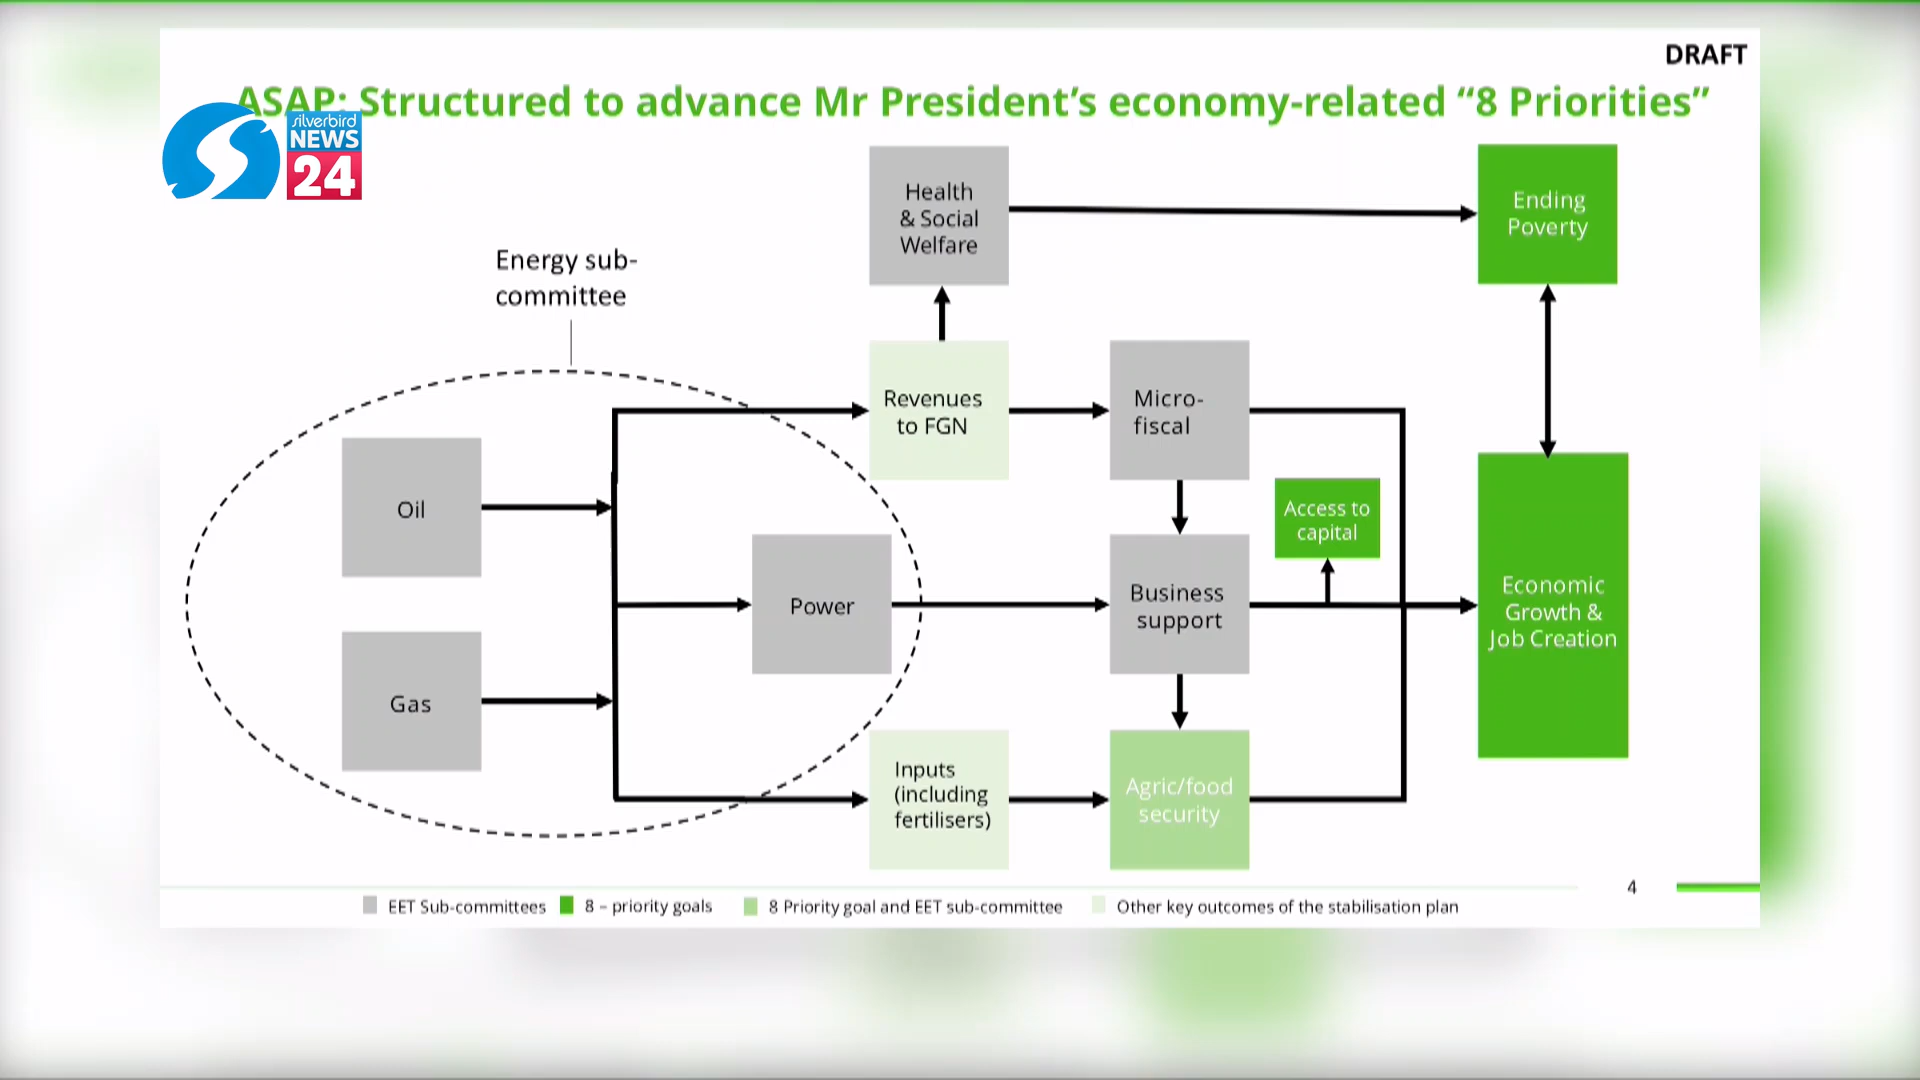 DRAFT
ASAP: Structured to advance Mr President’s economy-related “8 Priorities”
silverbird
NEWS
24
Health
& Social
Welfare
Ending
Poverty
Energy sub-
committee
Revenues
to FGN
Micro-
fiscal
Oil
Access to
capital
Power
Business
support
Economic
Growth &
Job Creation
Gas
Inputs
(including
fertilisers)
Agric/food
security
4
EET Sub-committees
8 – priority goals
8 Priority goal and EET sub-committee
Other key outcomes of the stabilisation plan